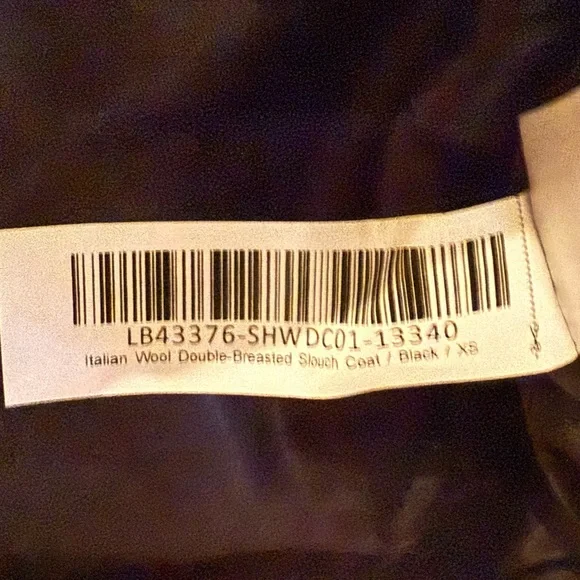 LB43376-SHWDC01-13340
Italian Wool Double-Breasted Slouch Coat / Black / XS